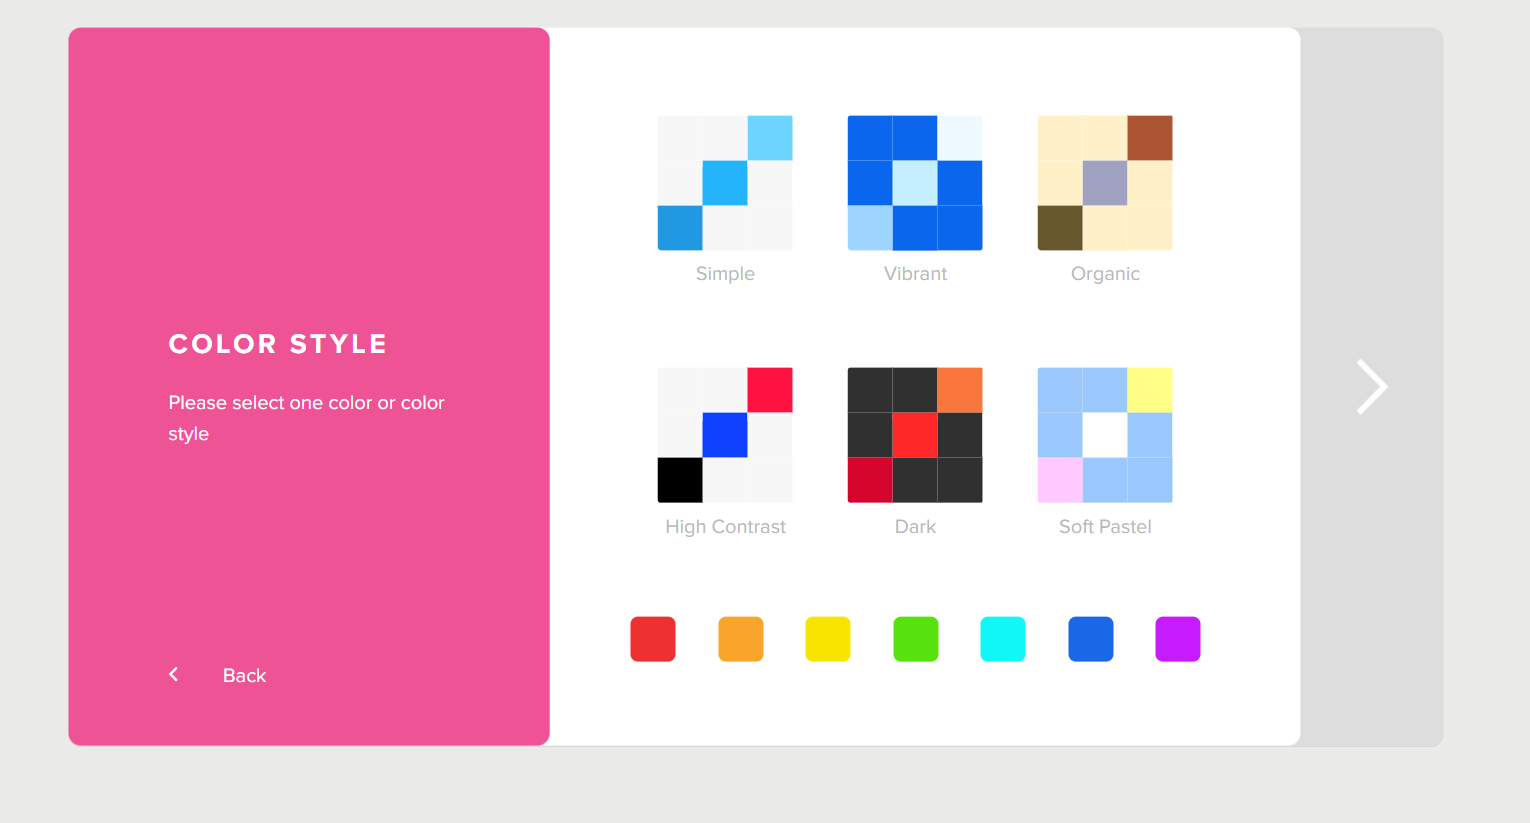 COLOR STYLE
Please select one color or color
style
Back
Simple
Vibrant
Organic
High Contrast
Dark
Soft Pastel